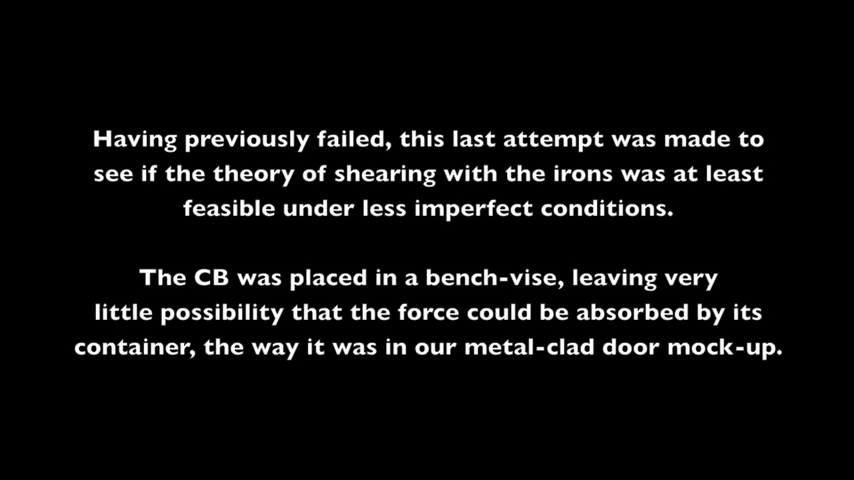 Having previously failed, this last attempt was made to
see if the theory of shearing with the irons was at least
feasible under less imperfect conditions.
The CB was placed in a bench-vise, leaving very
little possibility that the force could be absorbed by its
container, the way it was in our metal-clad door mock-up.